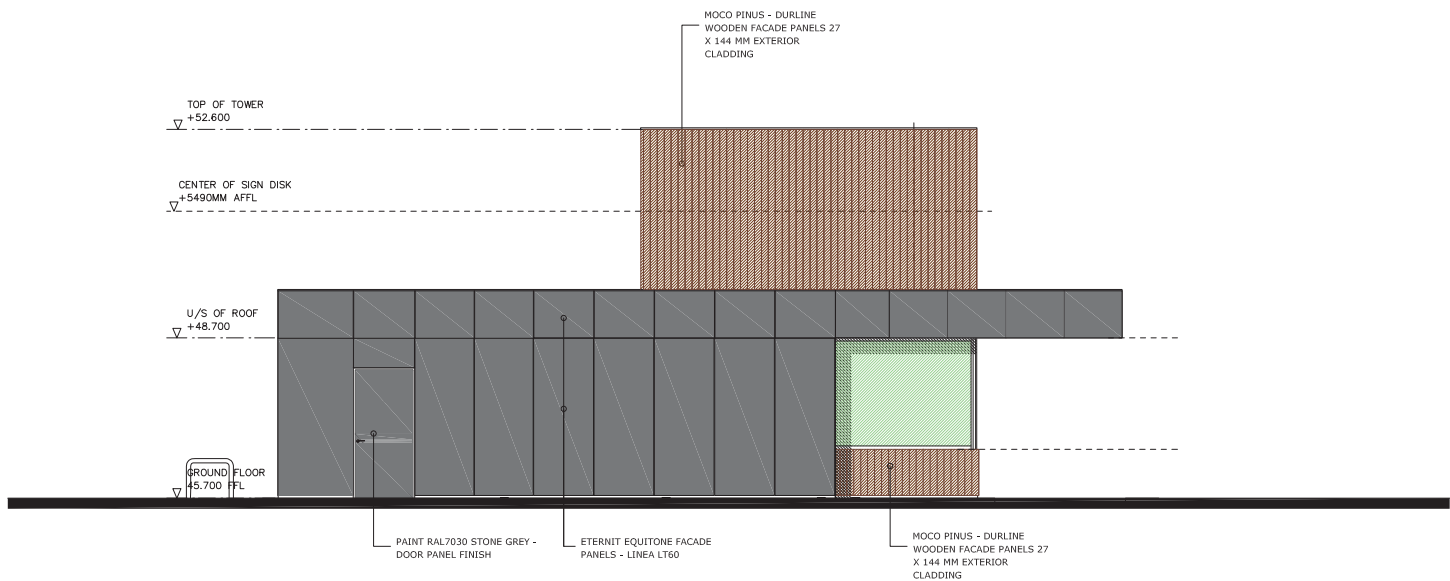 MOCO PINUS - DURLINE
WOODEN FACADE PANELS 27
X 144 MM EXTERIOR
CLADDING
TOP OF TOWER
+52.600
CENTER OF SIGN DISK
+5490MM AFFL
U/S OF ROOF
+48.700
GROUND FLOOR
45.700 FFL
PAINT RAL7030 STONE GREY -
DOOR PANEL FINISH
ETERNIT EQUITONE FACADE
PANELS - LINEA LT60
MOCO PINUS - DURLINE
WOODEN FACADE PANELS 27
X 144 MM EXTERIOR
CLADDING